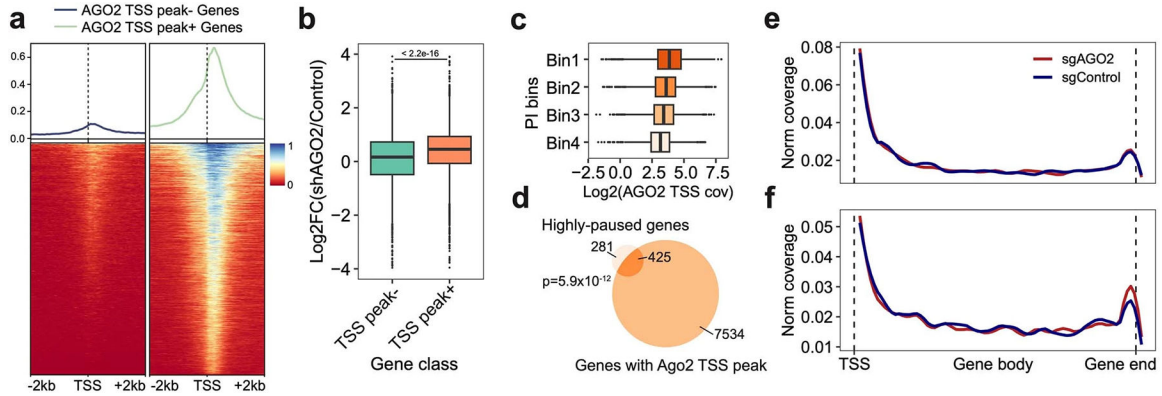 a
AGO2 TSS peak- Genes
AGO2 TSS peak+ Genes
0.6
0.4
0.2
0.0
1
0
-2kb TSS +2kb
-2kb TSS +2kb
b
Log2FC(shAGO2/Control)
4
2
0
−2
−4
< 2.2e-16
TSS peak-
TSS peak+
Gene class
c
PI bins
Bin1
Bin2
Bin3
Bin4
−2.5 0.0 2.5 5.0 7.5
Log2(AGO2 TSS cov)
d
Highly-paused genes
281
425
p=5.9x10-12
7534
Genes with Ago2 TSS peak
e
Norm coverage
0.08
0.06
0.04
0.02
sgAGO2
sgControl
f
Norm coverage
0.05
0.04
0.03
0.02
0.01
TSS Gene body Gene end